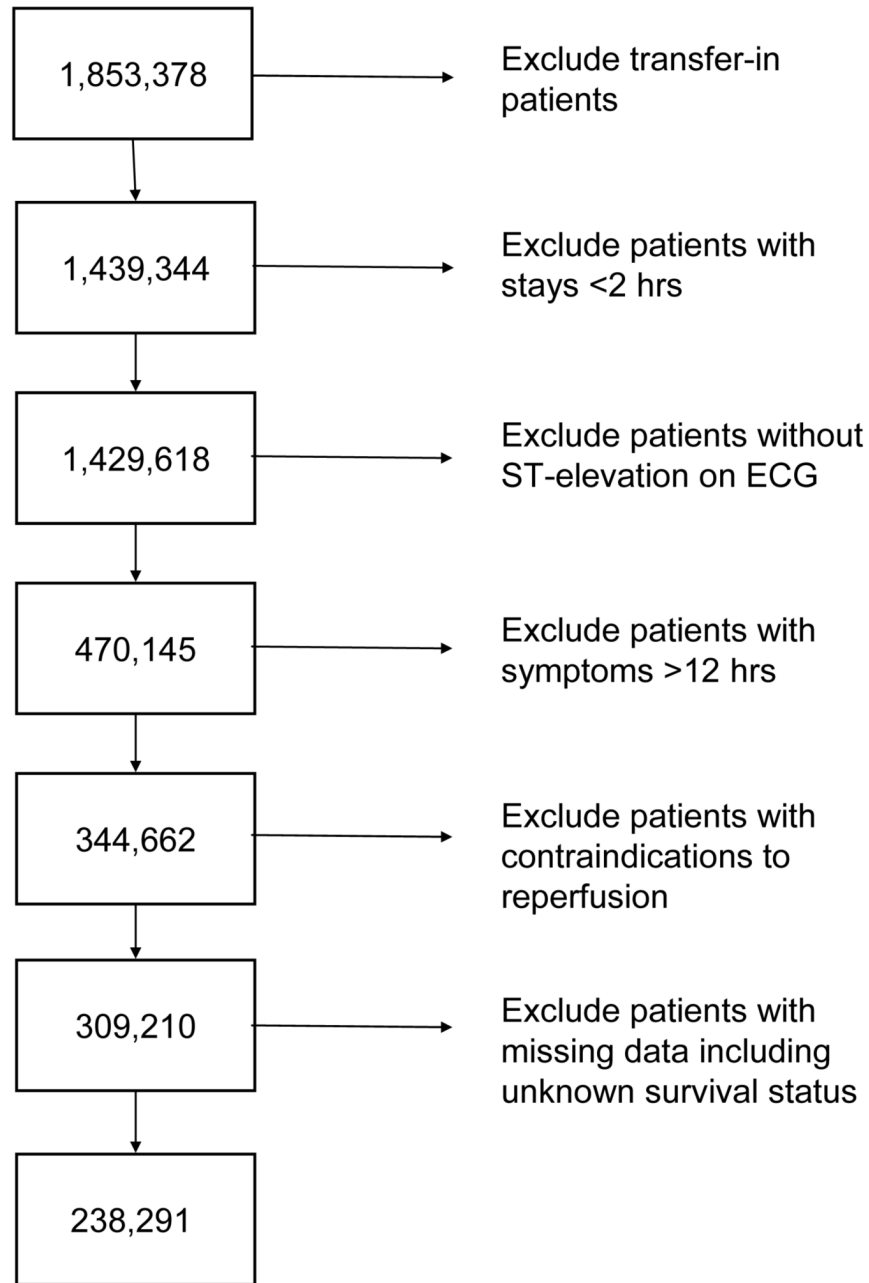 1,853,378
Exclude transfer-in
patients
1,439,344
Exclude patients with
stays <2 hrs
1,429,618
Exclude patients without
ST-elevation on ECG
470,145
Exclude patients with
symptoms >12 hrs
344,662
Exclude patients with
contraindications to
reperfusion
309,210
Exclude patients with
missing data including
unknown survival status
238,291